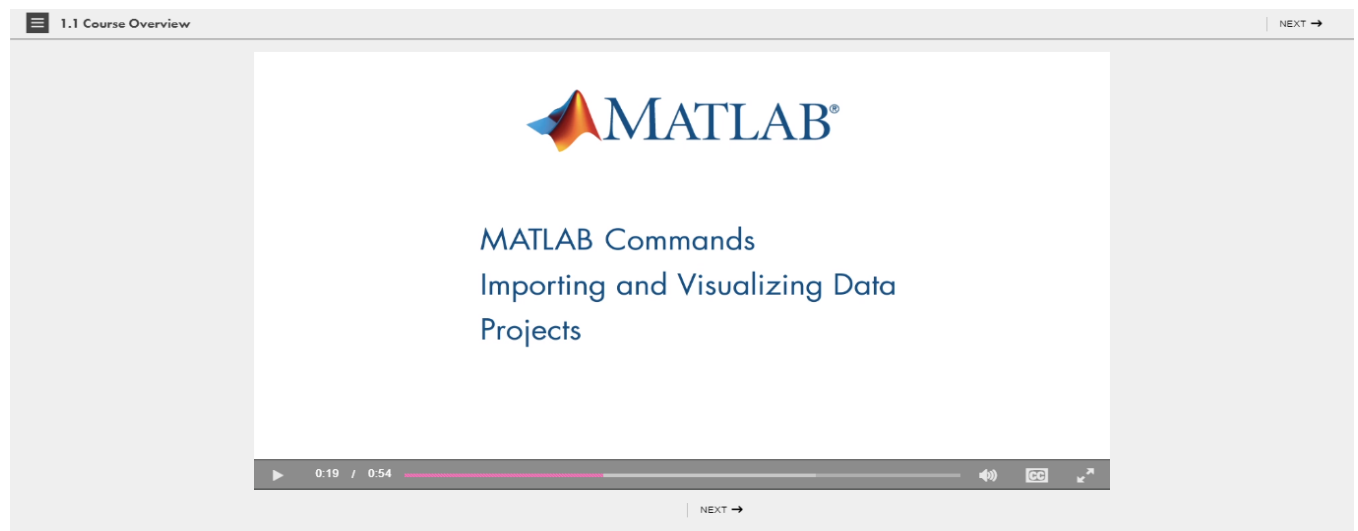 1.1 Course Overview
NEXT →
MATLAB®
MATLAB Commands
Importing and Visualizing Data
Projects
0:19 / 0:54
CC
NEXT →